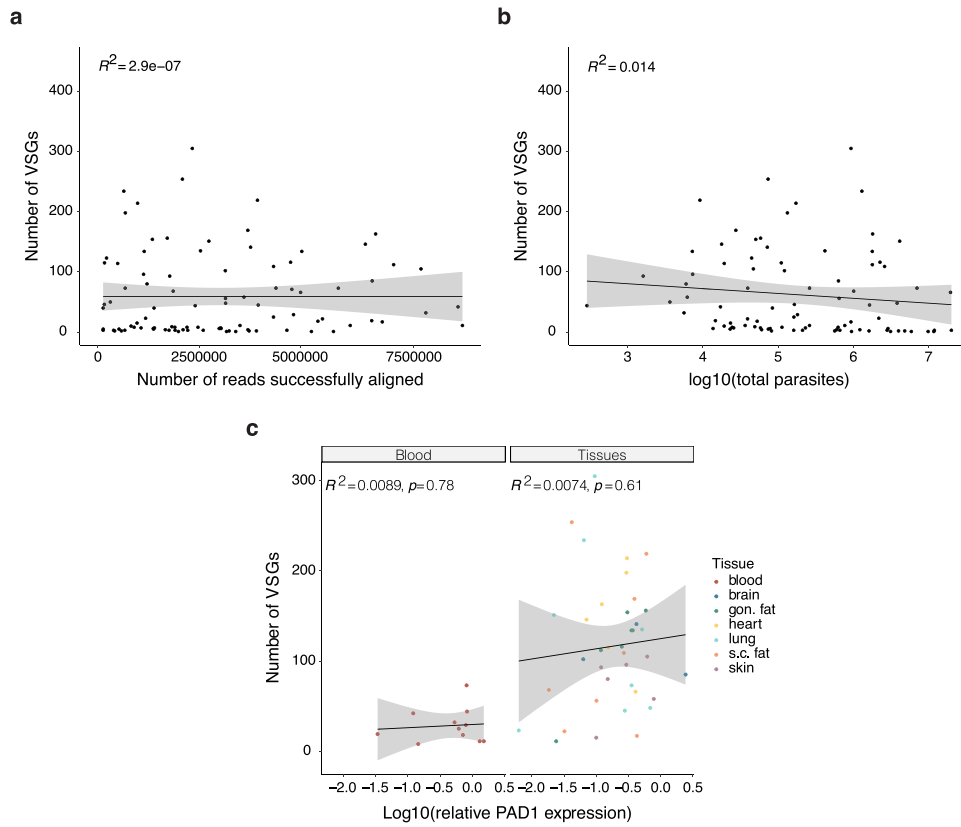 a
R2=2.9e−07
Number of VSGs
400
300
200
100
0
0 2500000 5000000 7500000
Number of reads successfully aligned
b
R2=0.014
Number of VSGs
400
300
200
100
0
3 4 5 6 7
log10(total parasites)
c
Blood Tissues
R2=0.0089, p=0.78 R2=0.0074, p=0.61
Number of VSGs
300
200
100
0
−2.0 −1.5 −1.0 −0.5 0.0 0.5 −2.0 −1.5 −1.0 −0.5 0.0 0.5
Log10(relative PAD1 expression)
Tissue
blood
brain
gon. fat
heart
lung
s.c. fat
skin